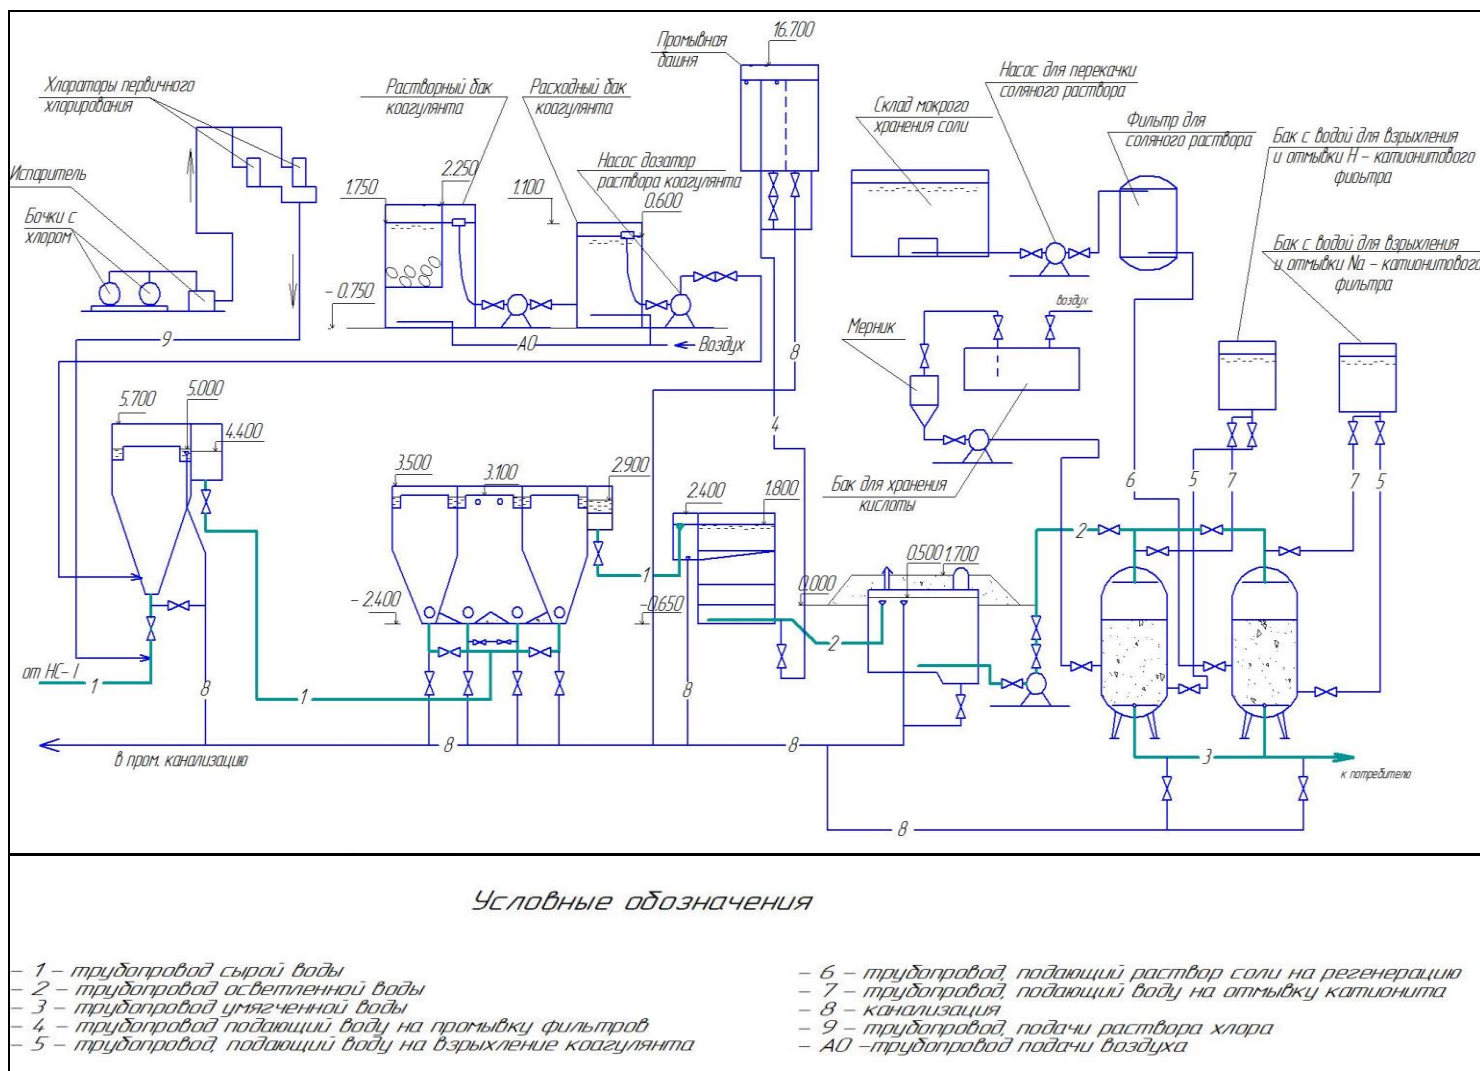 16.700
Промывная
башня
Хлораторы первичного
хлорирования
Растворный бак
коагулянта
Расходный бак
коагулянта
Склад мокрого
хранения соли
Насос для перекачки
соляного раствора
Фильтр для
соляного раствора
Бак с водой для взрыхления
и отмывки Н - катионитового
фиоьтра
Испаритель
Бочки с
хлором
1.750
2.250
1.100
Насос дозатор
раствора коагулянта
0.600
- 0.750
АО
Воздух
Бак с водой для взрыхления
и отмывки Na - катионитового
фильтра
воздух
Мерник
Бак для хранения
кислоты
9
8
4
5.700
5.000
4.400
3.500
3.100
2.900
2.400
1.800
6
5
7
7
5
1
2
0.500
1.700
0.000
- 2.400
-0.650
2
от НС- 1
1
8
1
8
8
8
3
8
в пром. канализацию
к потребителю
Условные обозначения
- 1 - трубопровод сырой воды
- 2 - трубопровод осветленной воды
- 3 - трубопровод умягченной воды
- 4 - трубопровод подающий воду на промывку фильтров
- 5 - трубопровод, подающий воду на взрыхление коагулянта
- 6 - трубопровод, подающий раствор соли на регенерацию
- 7 - трубопровод, подающий воду на отмывку катионита
- 8 - канализация
- 9 - трубопровод, подачи раствора хлора
- АО -трубопровод подачи воздуха